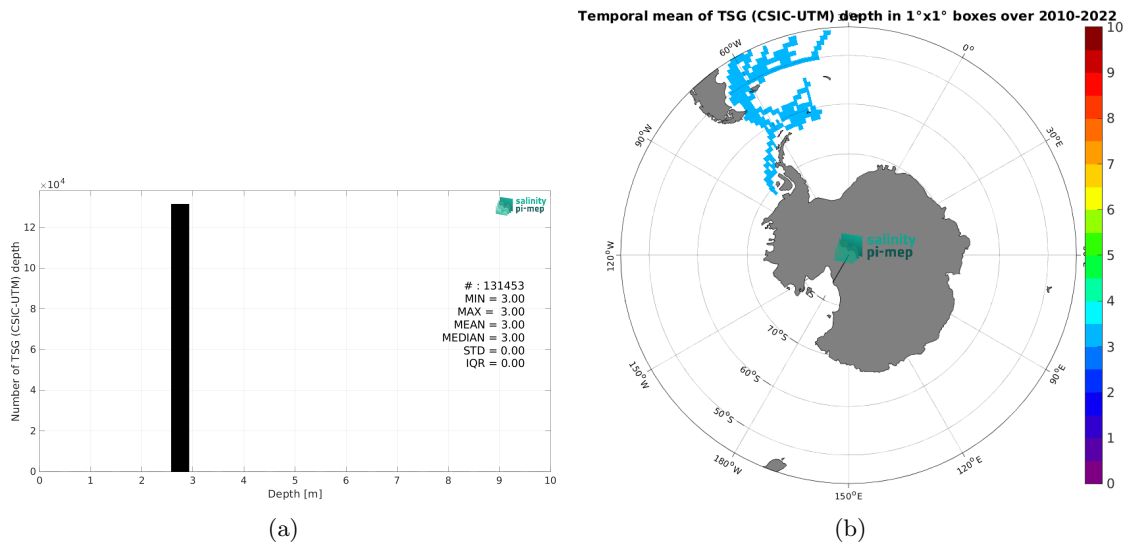 Temporal mean of TSG (CSIC-UTM) depth in 1°x1° boxes over 2010-2022
×10⁴
12
10
8
6
4
2
0
Number of TSG (CSIC-UTM) depth
0 1 2 3 4 5 6 7 8 9 10
Depth [m]
salinity
pi-mep
# : 131453
MIN = 3.00
MAX = 3.00
MEAN = 3.00
MEDIAN = 3.00
STD = 0.00
IQR = 0.00
(a)
60°W
0°
90°W
30°E
120°W
150°W
90°E
180°W
120°E
150°E
70°S
60°S
50°S
salinity
pi-mep
10
9
8
7
6
5
4
3
2
1
0
(b)